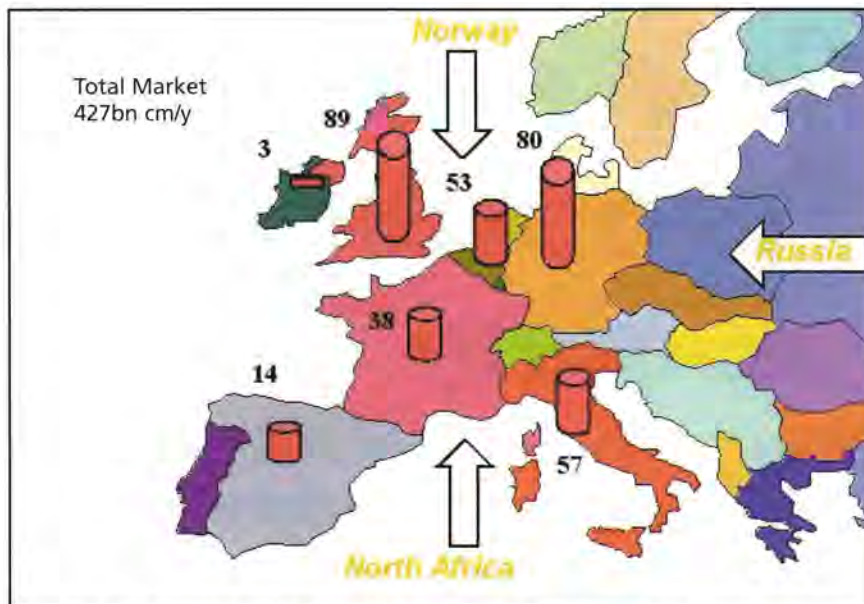 Norway
Total Market
427bn cm/y
89
80
3
53
Russia
38
14
57
North Africa